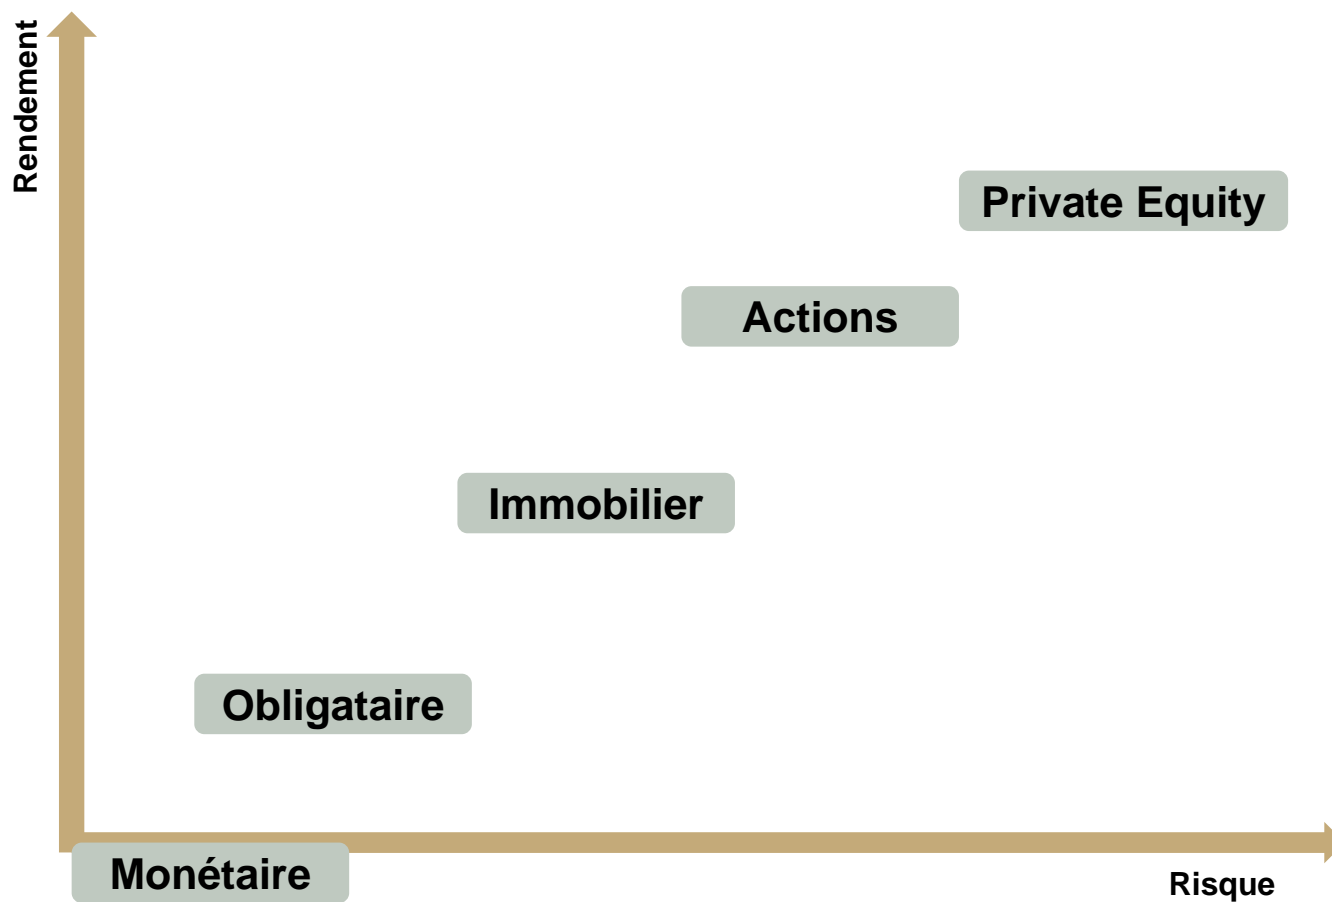 Rendement
Private Equity
Actions
Immobilier
Obligataire
Monétaire
Risque